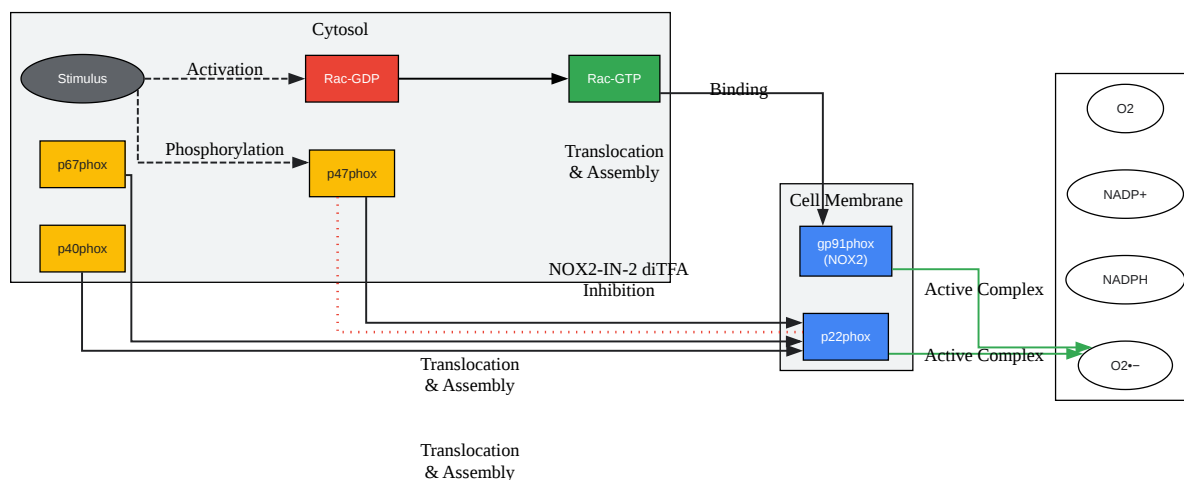 Cytosol
Stimulus
Activation
Rac-GDP
Rac-GTP
Binding
O2
p67phox
Phosphorylation
p47phox
Translocation
& Assembly
Cell Membrane
NADP+
p40phox
gp91phox
(NOX2)
NOX2-IN-2 diTFA
Inhibition
Active Complex
NADPH
p22phox
Active Complex
O2•−
Translocation
& Assembly
Translocation
& Assembly